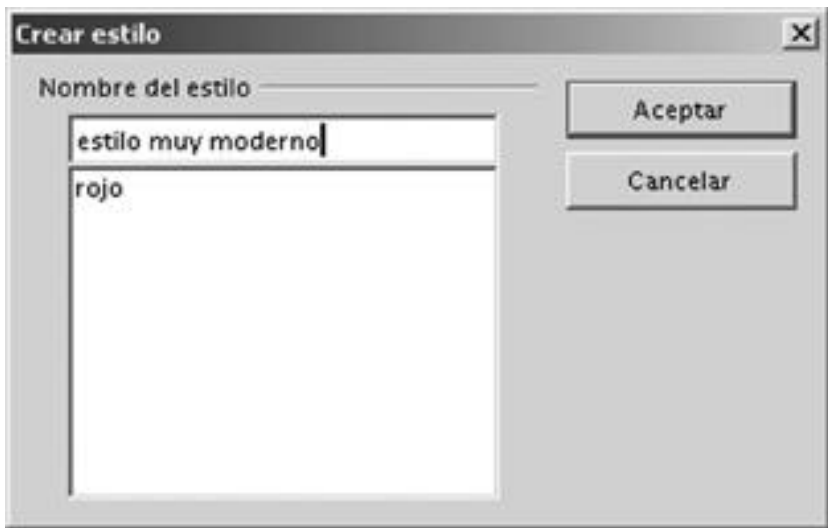 Crear estilo
Nombre del estilo
estilo muy moderno
rojo
Aceptar
Cancelar